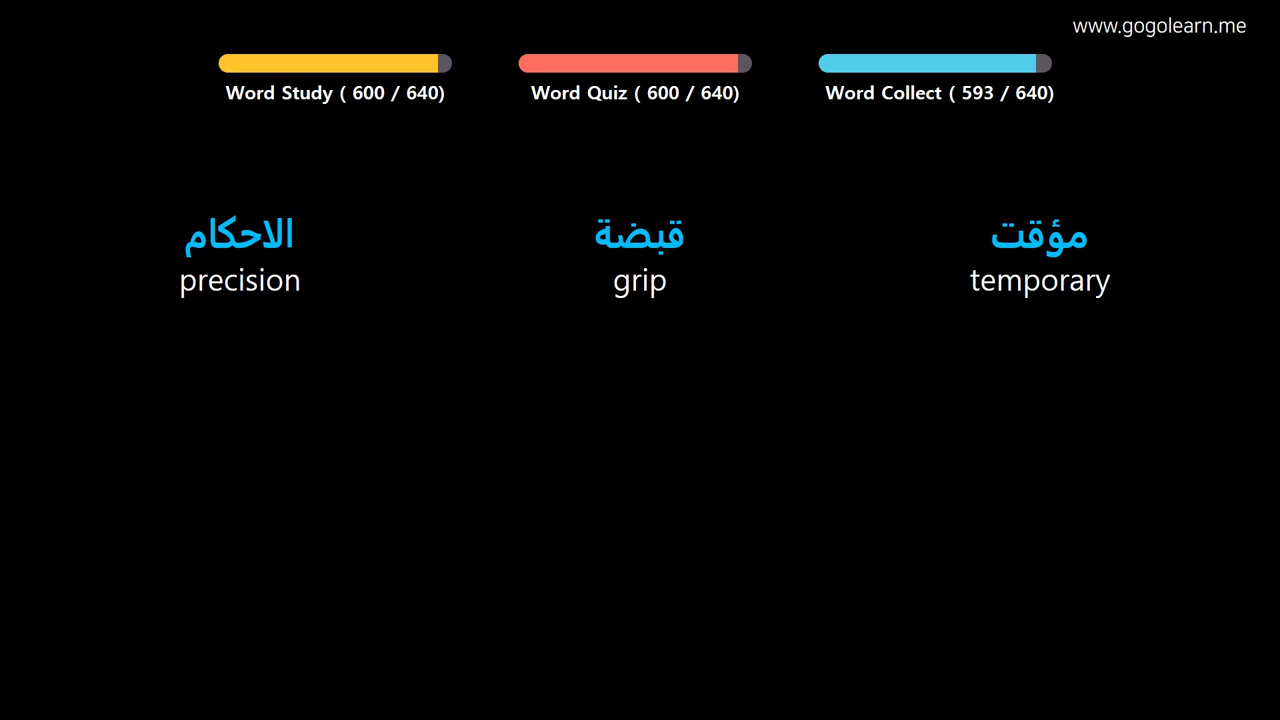 www.gogolearn.me
Word Study ( 600 / 640)
Word Quiz ( 600 / 640)
Word Collect ( 593 / 640)
الاحكام
precision
قبضة
grip
مؤقت
temporary